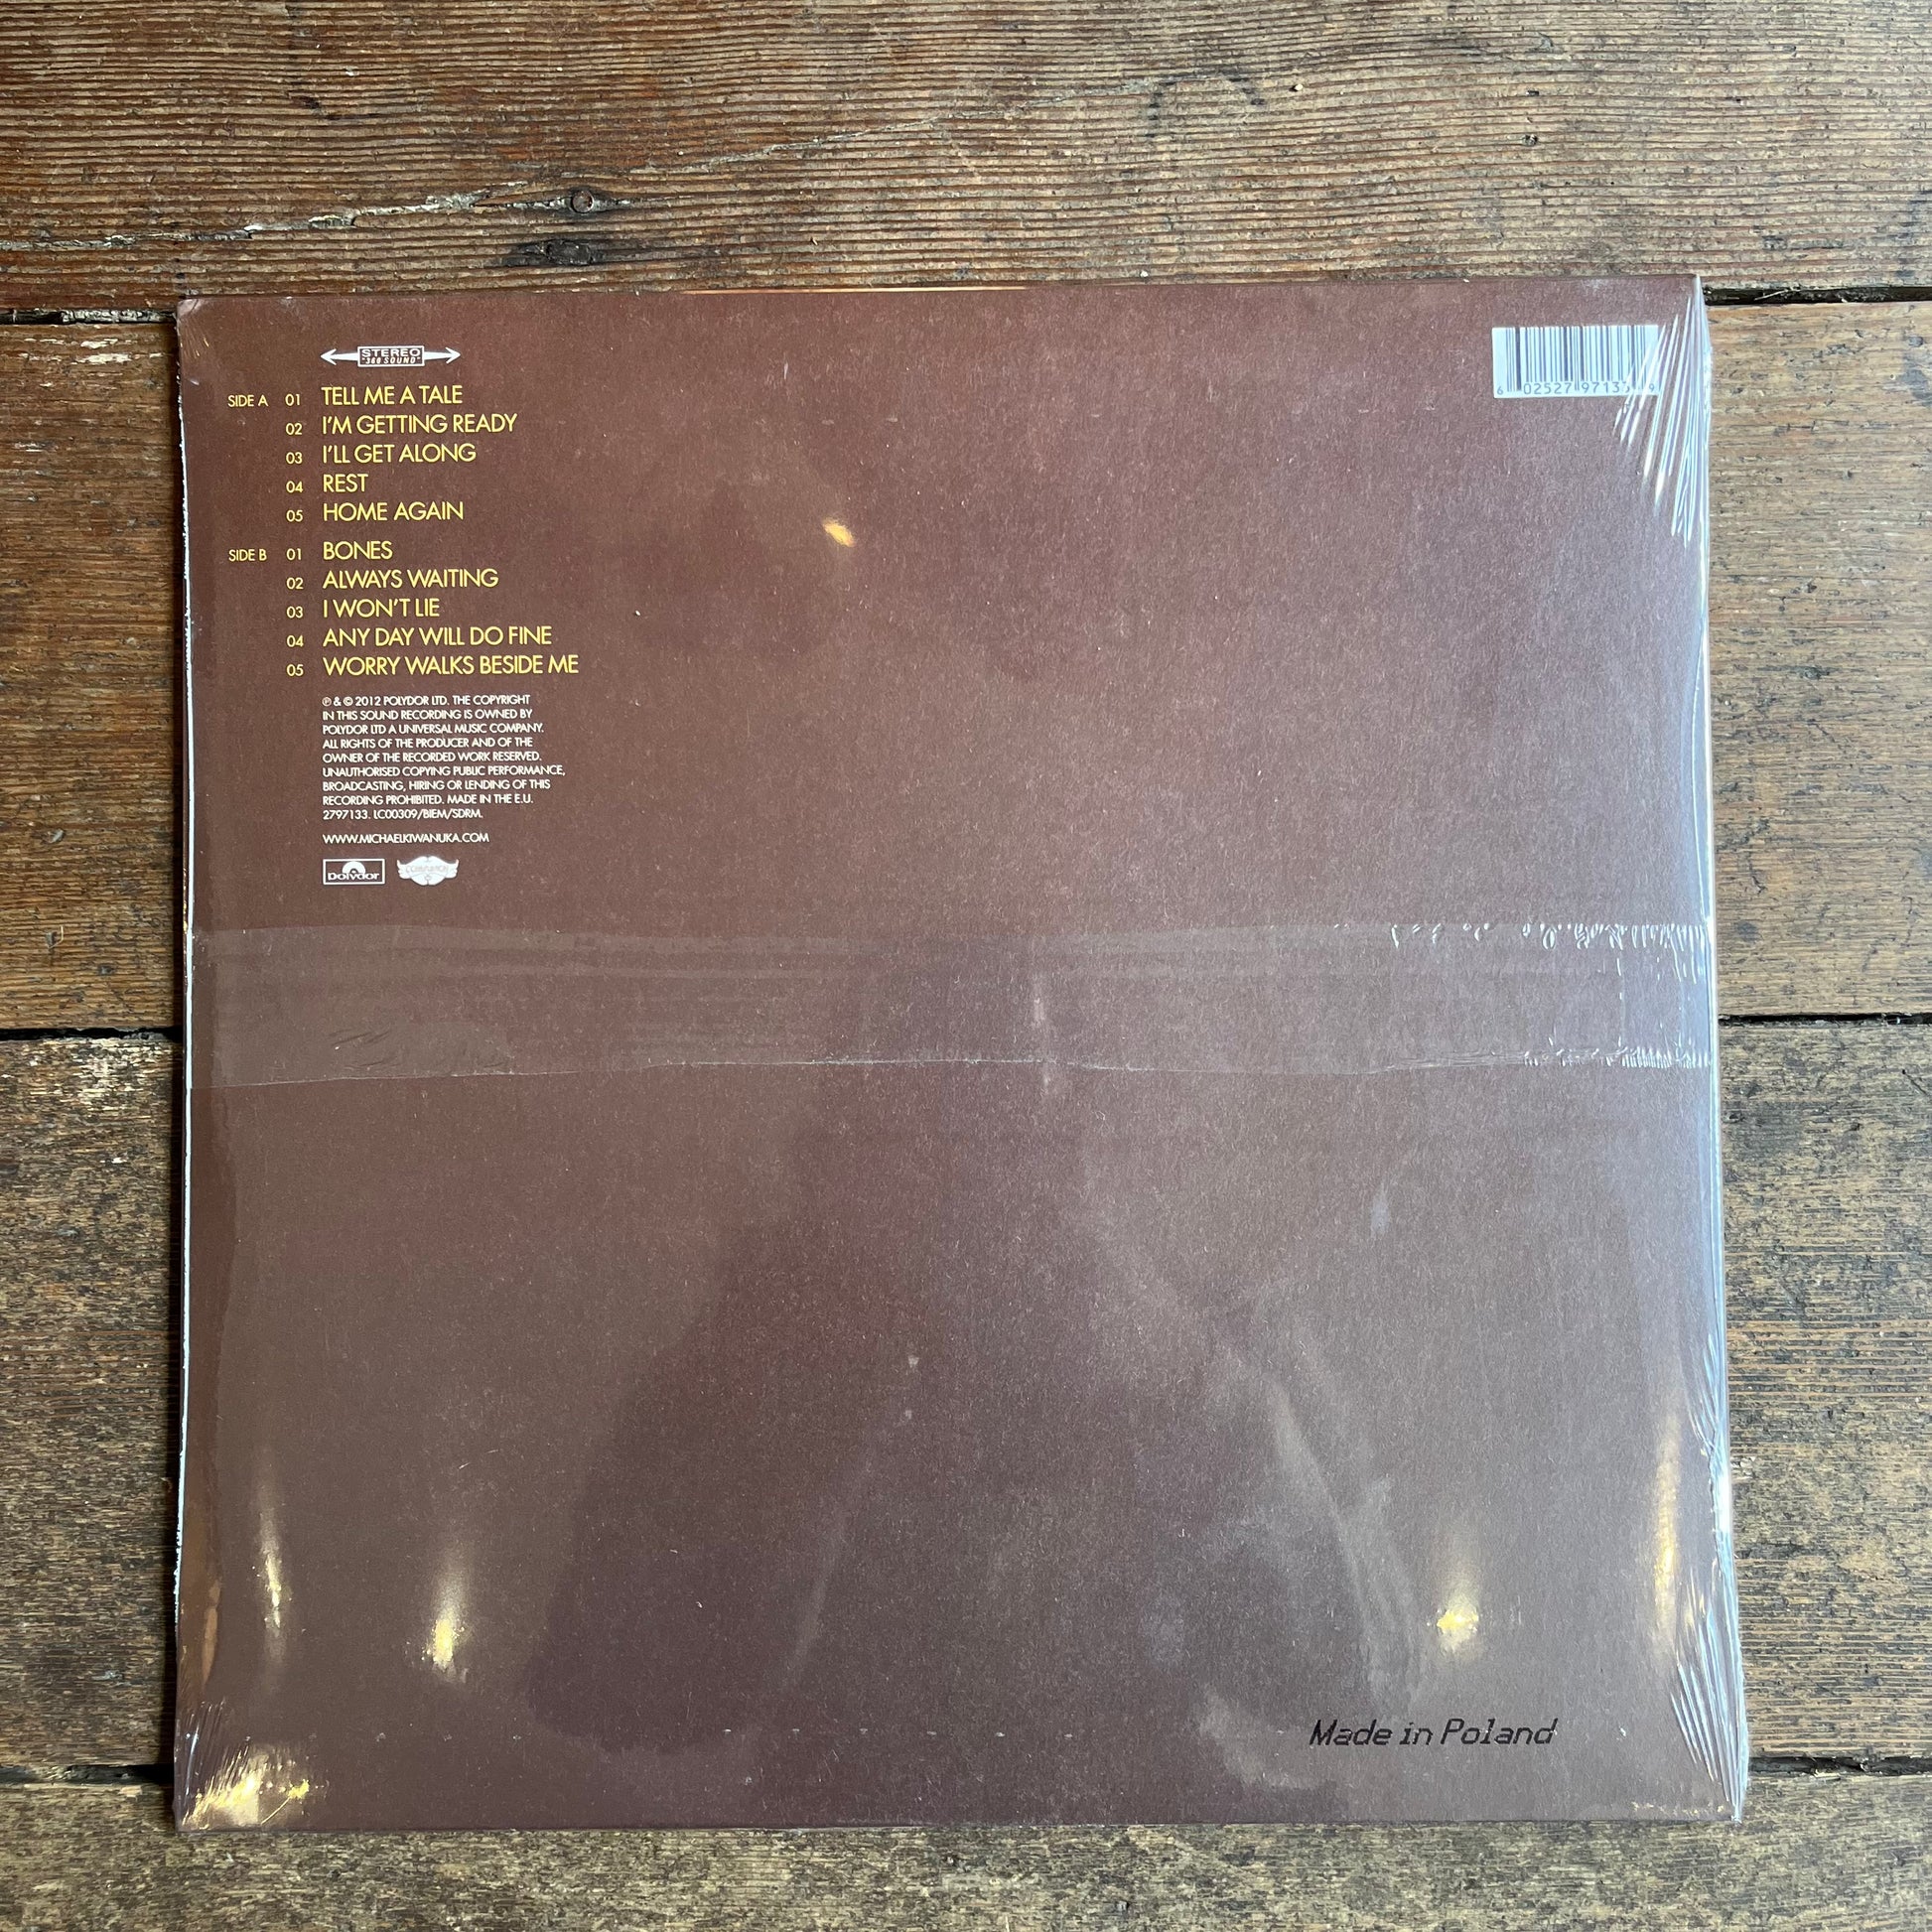 STEREO
"360 SOUND"
SIDE A 01 TELL ME A TALE
02 I'M GETTING READY
03 I'LL GET ALONG
04 REST
05 HOME AGAIN
SIDE B 01 BONES
02 ALWAYS WAITING
03 I WON'T LIE
04 ANY DAY WILL DO FINE
05 WORRY WALKS BESIDE ME
℗ & © 2012 POLYDOR LTD. THE COPYRIGHT
IN THIS SOUND RECORDING IS OWNED BY
POLYDOR LTD A UNIVERSAL MUSIC COMPANY.
ALL RIGHTS OF THE PRODUCER AND OF THE
OWNER OF THE RECORDED WORK RESERVED.
UNAUTHORISED COPYING PUBLIC PERFORMANCE,
BROADCASTING, HIRING OR LENDING OF THIS
RECORDING PROHIBITED. MADE IN THE E.U.
2797133. LC00309/BIEM/SDRM.
WWW.MICHAELKIWANUKA.COM
Polydor
Made in Poland